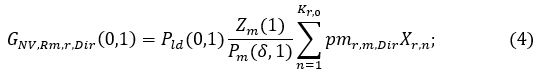 G_{NV,Rm,r,Dir}(0,1) = P_{ld}(0,1) \frac{Z_m(1)}{P_m(δ,1)} \sum_{n=1}^{K_{r,0}} pm_{r,m,Dir} X_{r,n}; (4)